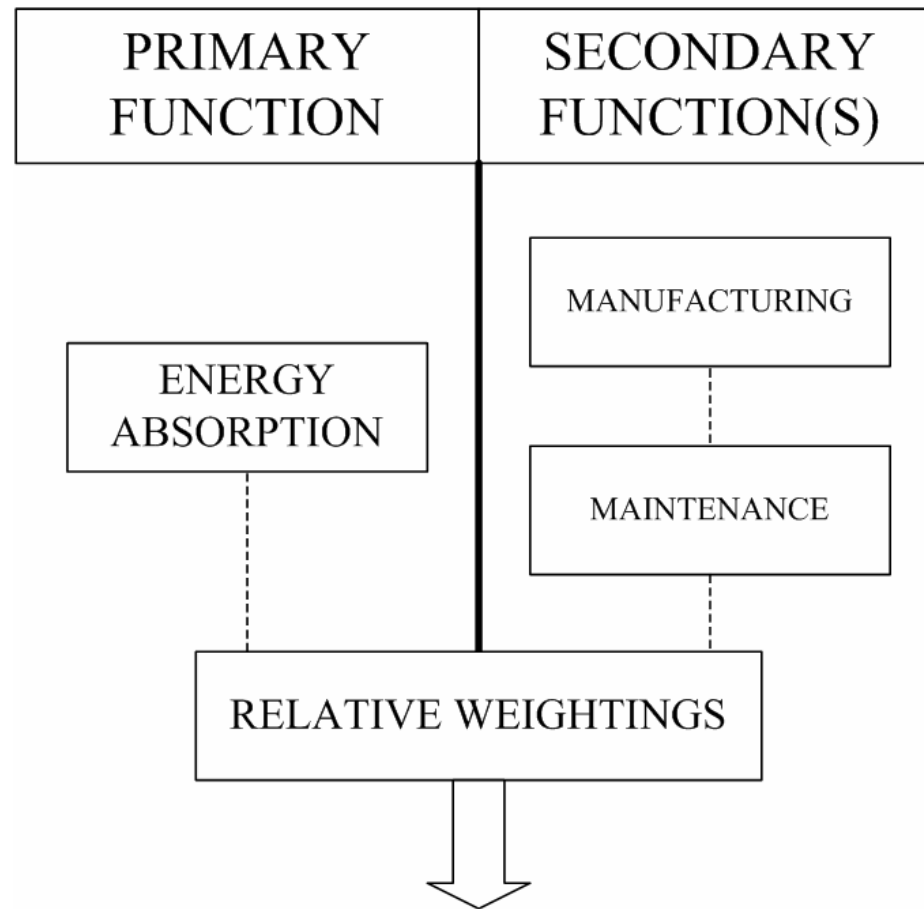 PRIMARY
FUNCTION
SECONDARY
FUNCTION(S)
MANUFACTURING
ENERGY
ABSORPTION
MAINTENANCE
RELATIVE WEIGHTINGS